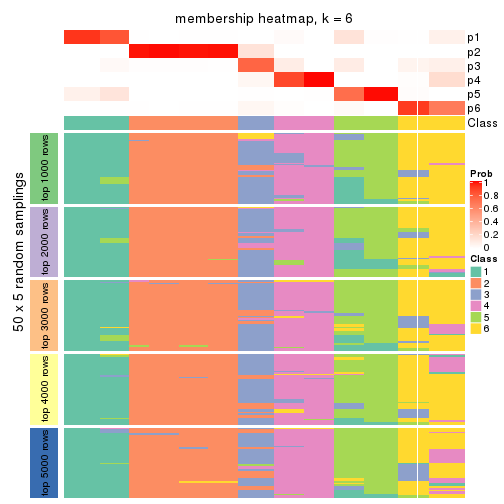 membership heatmap, k = 6
p1
p2
p3
p4
p5
p6
Class
50 x 5 random samplings
top 1000 rows
top 2000 rows
top 3000 rows
top 4000 rows
top 5000 rows
Prob
1
0.8
0.6
0.4
0.2
0
Class
1
2
3
4
5
6